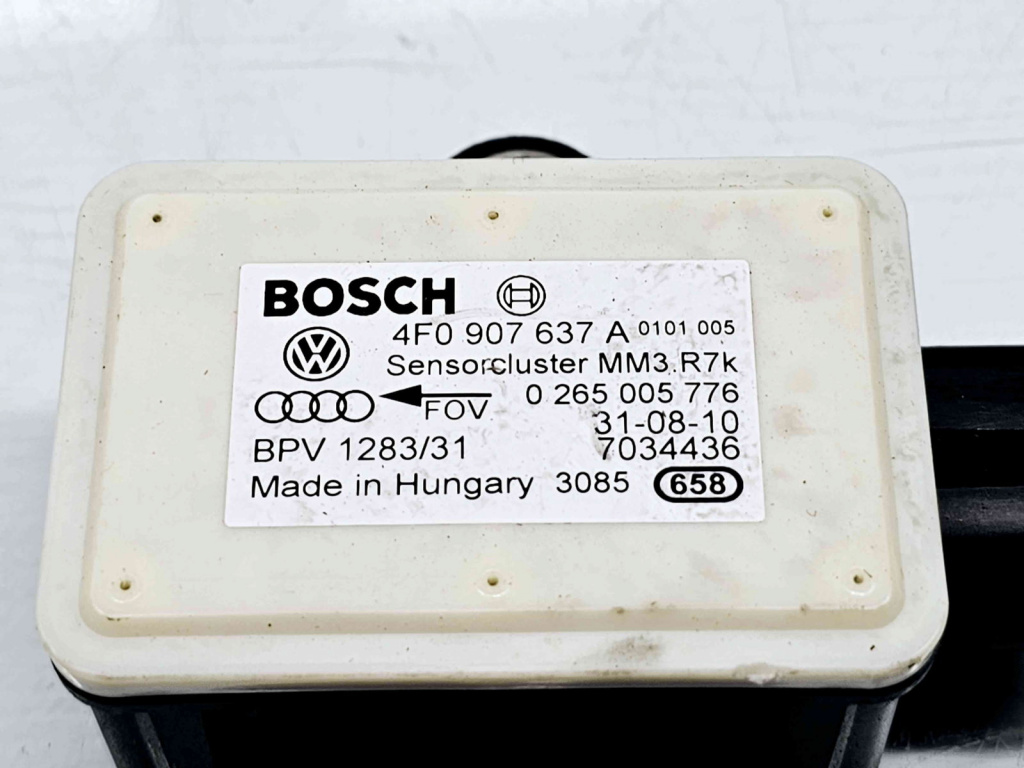 BOSCH
4F0 907 637 A 0101 005
Sensorcluster MM3.R7k
FOV 0 265 005 776
31-08-10
BPV 1283/31 7034436
Made in Hungary 3085 658